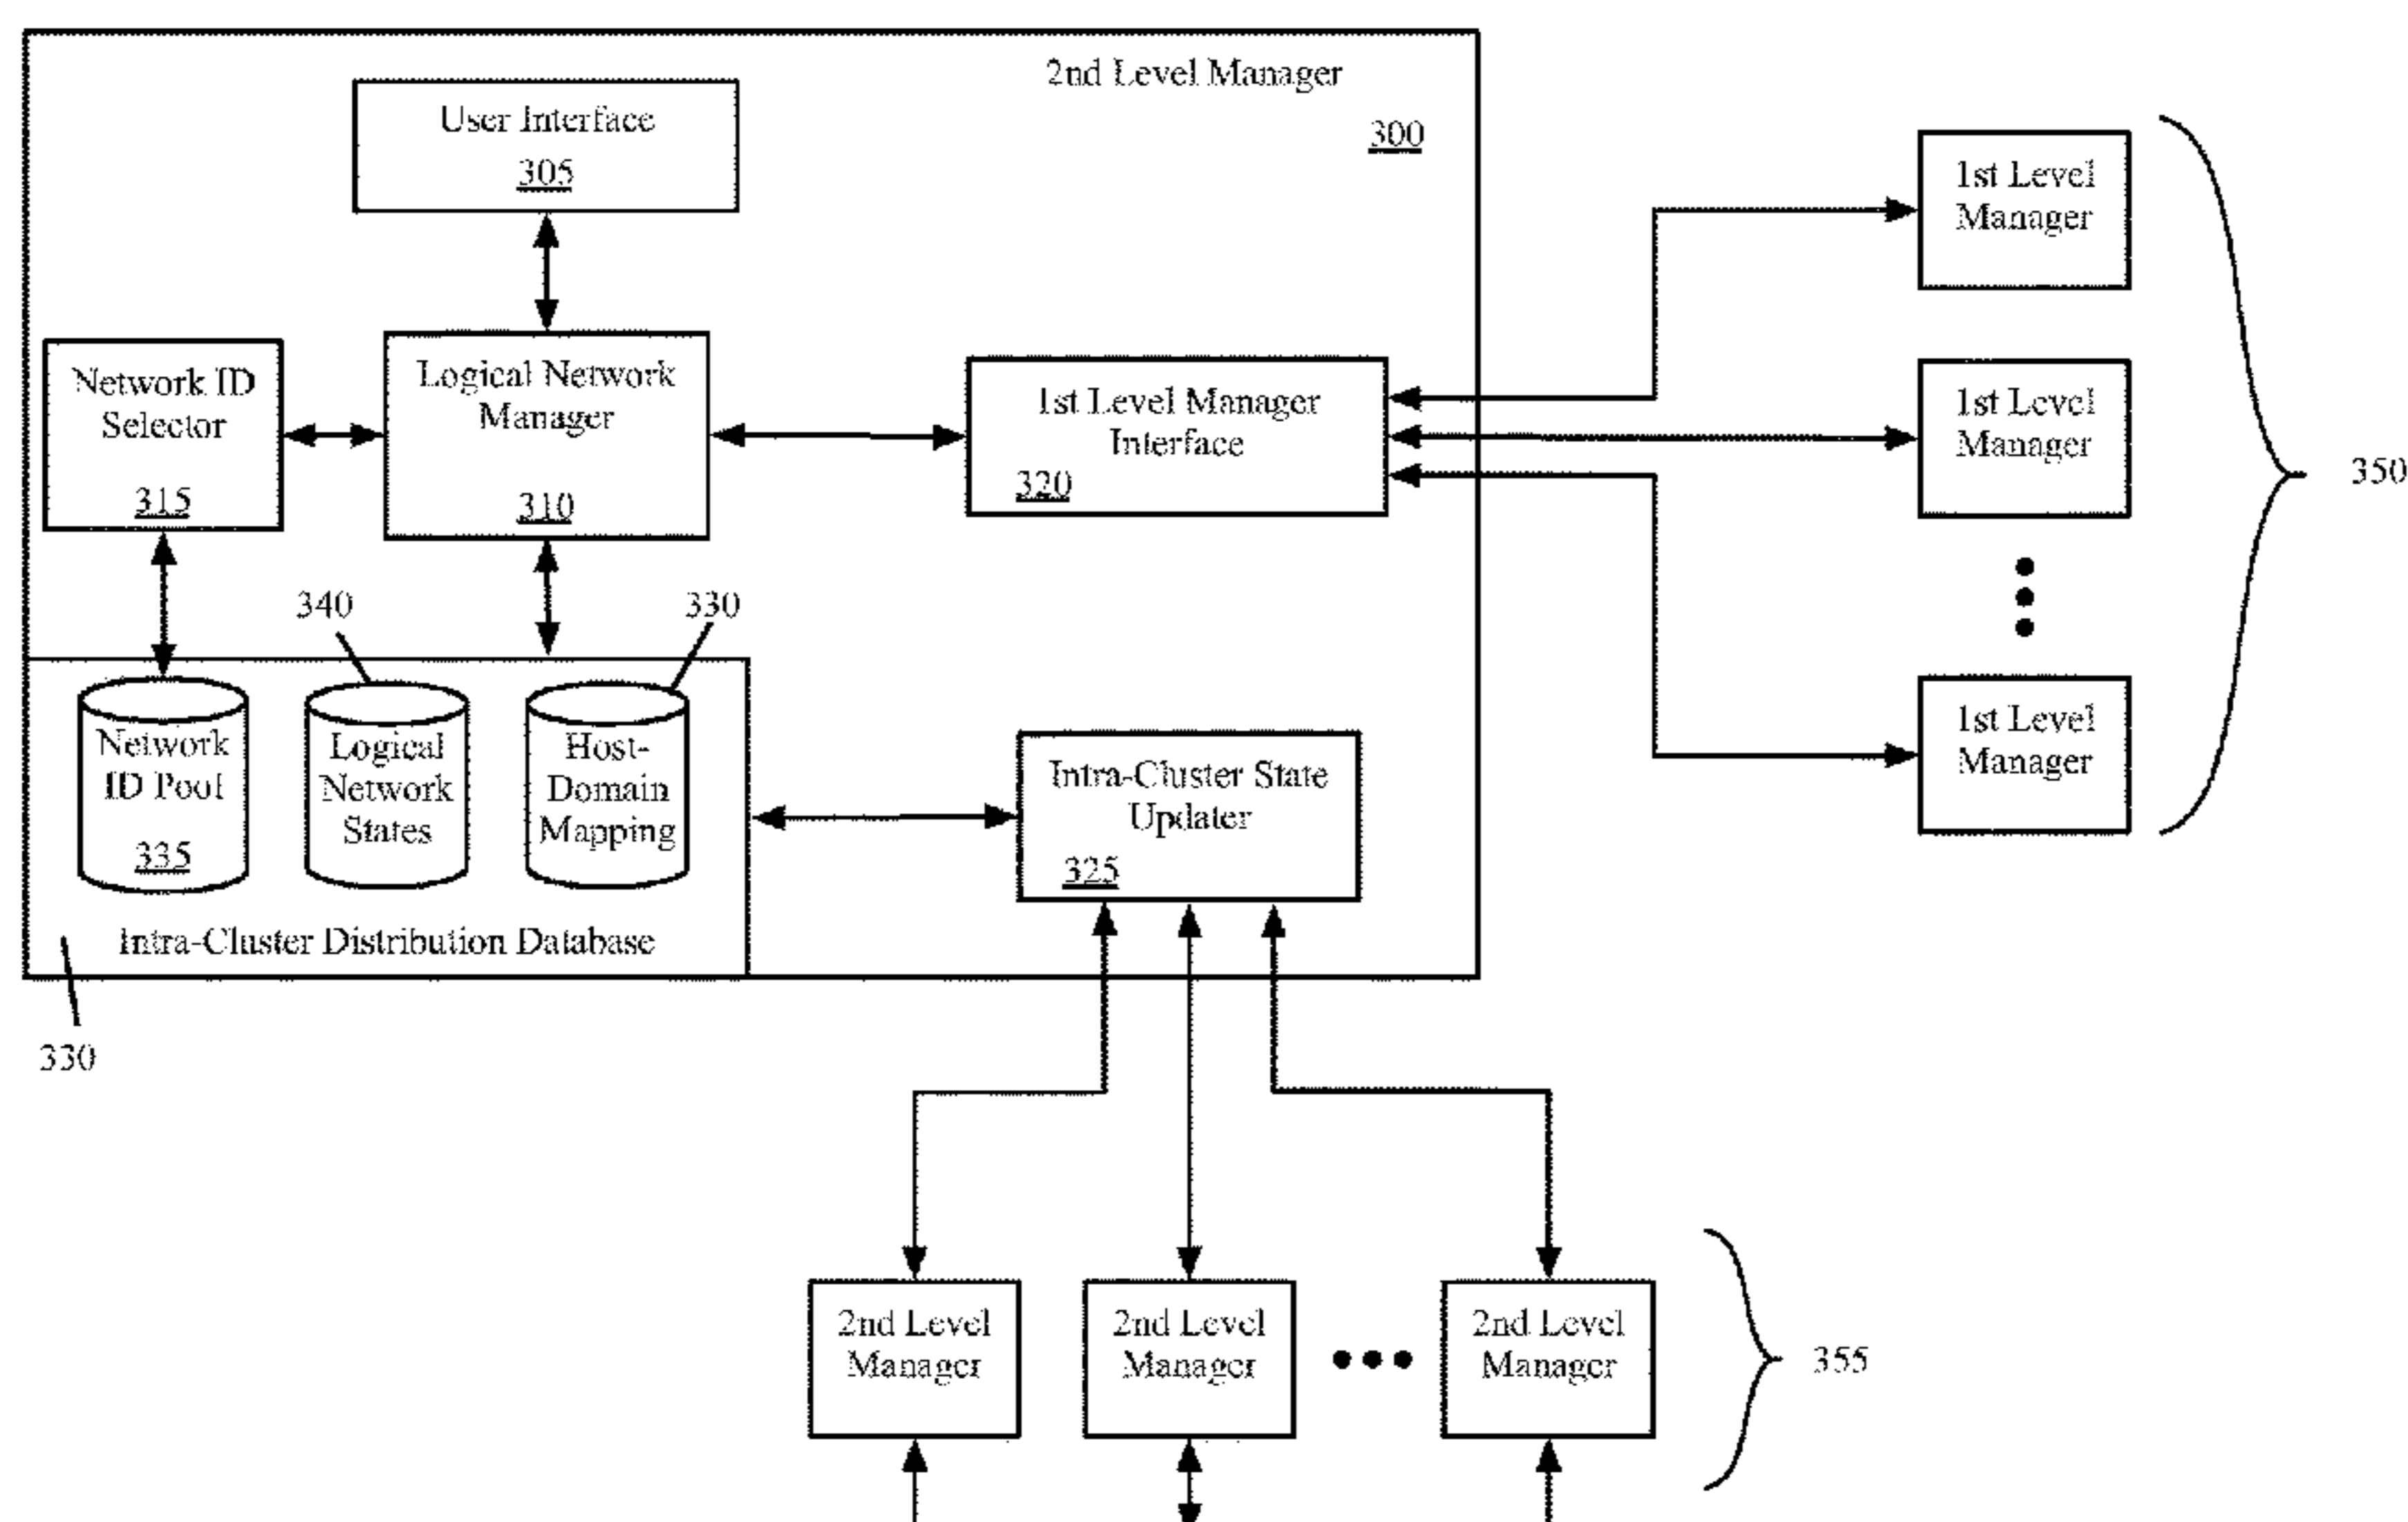 2nd Level Manager
300
User Interface
305
1st Level
Manager
Network ID
Selector
315
Logical Network
Manager
310
1st Level Manager
Interface
320
1st Level
Manager
350
340
330
1st Level
Manager
Network
ID Pool
335
Logical
Network
States
Host-
Domain
Mapping
Intra-Cluster State
Updater
325
Intra-Cluster Distribution Database
330
2nd Level
Manager
2nd Level
Manager
2nd Level
Manager
355